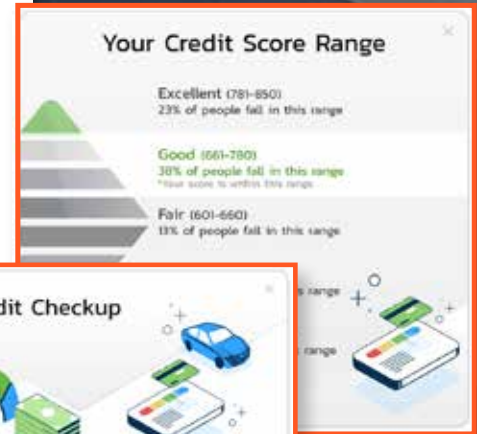 Your Credit Score Range
Excellent (781-850)
23% of people fall in this range
Good (661-780)
38% of people fall in this range
*Your score is within this range
Fair (601-660)
13% of people fall in this range
range
range
dit Checkup